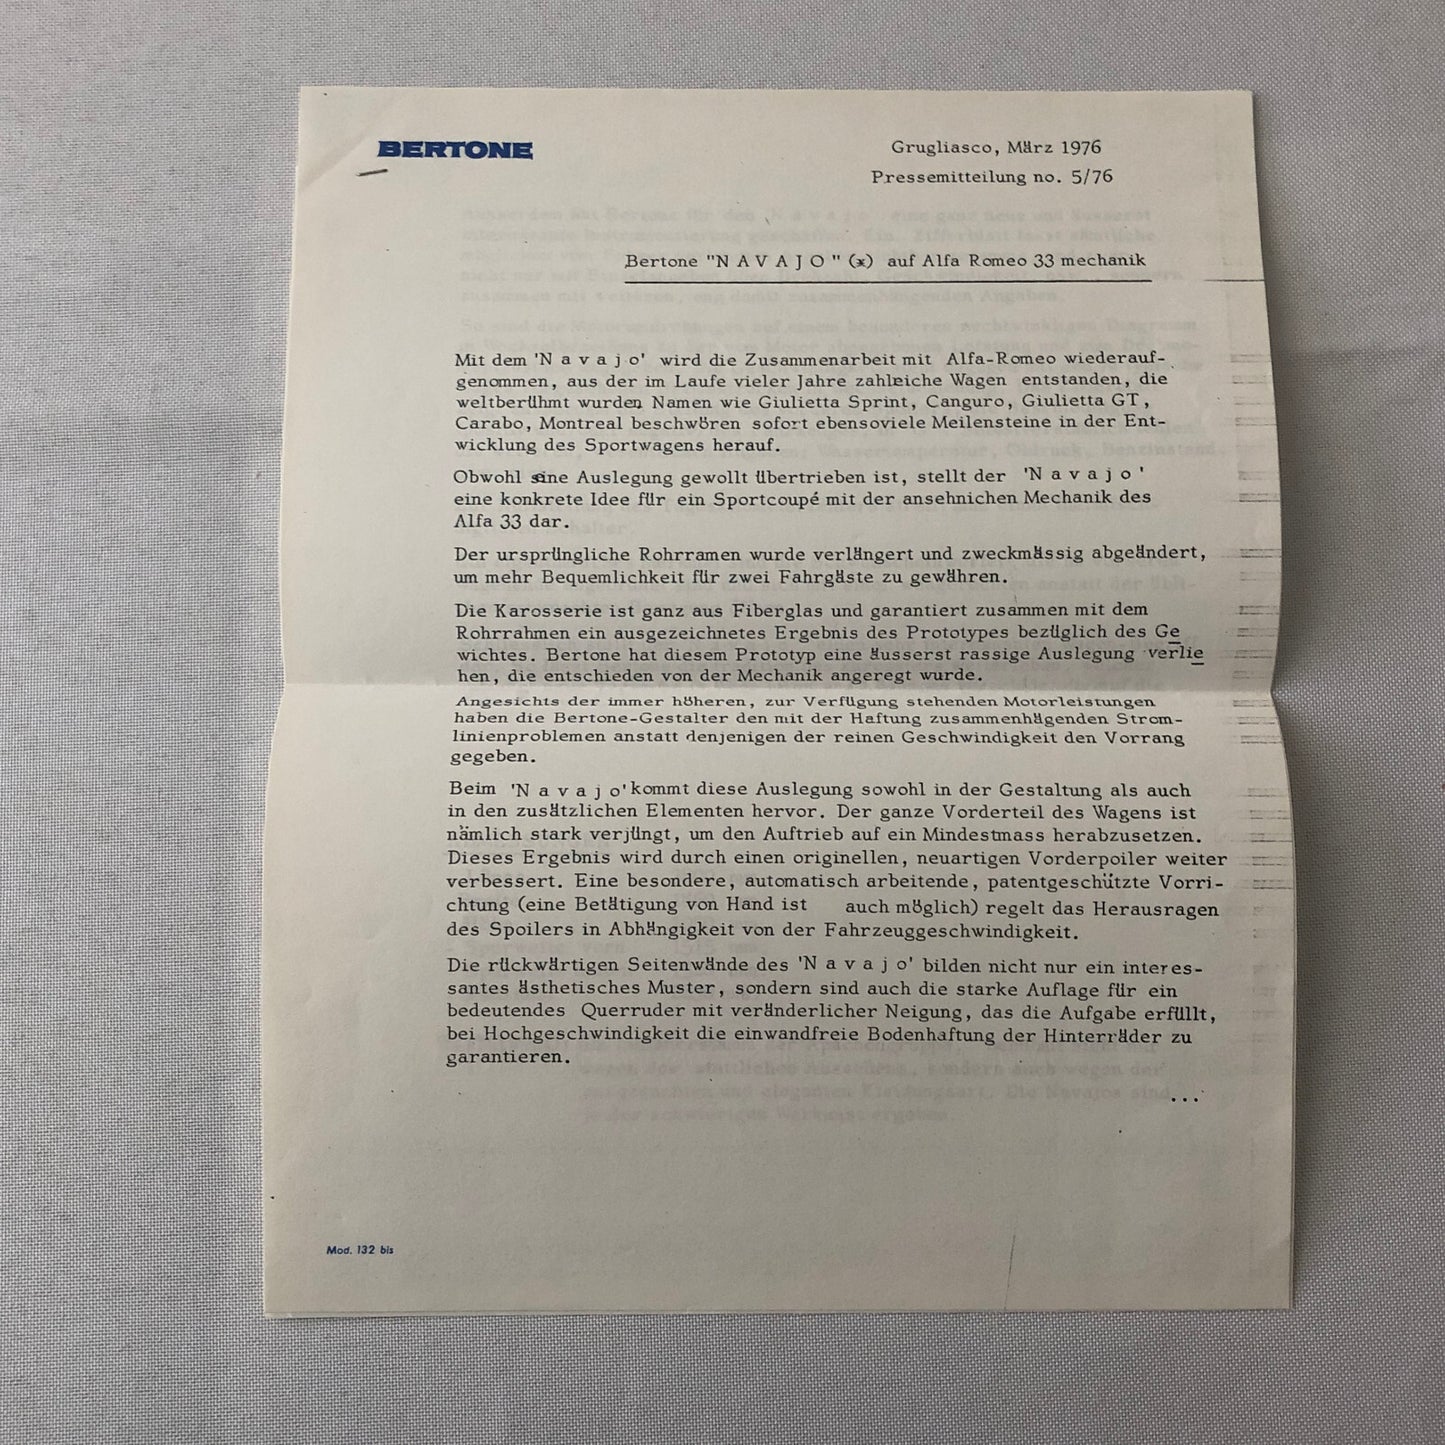 BERTONE
Grugliasco, März 1976
Pressemitteilung no. 5/76
Bertone "N A V A J O " (x) auf Alfa Romeo 33 mechanik
Mit dem 'N a v a j o' wird die Zusammenarbeit mit Alfa-Romeo wiederauf-
genommen, aus der im Laufe vieler Jahre zahlreiche Wagen entstanden, die
weltberühmt wurden Namen wie Giulietta Sprint, Canguro, Giulietta GT,
Carabo, Montreal beschwören sofort ebensoviele Meilensteine in der Ent-
wicklung des Sportwagens herauf.
Obwohl seine Auslegung gewollt übertrieben ist, stellt der 'N a v a j o '
eine konkrete Idee für ein Sportcoupé mit der ansehnichen Mechanik des
Alfa 33 dar.
Der ursprüngliche Rohrramen wurde verlängert und zweckmässig abgeändert,
um mehr Bequemlichkeit für zwei Fahrgäste zu gewähren.
Die Karosserie ist ganz aus Fiberglas und garantiert zusammen mit dem
Rohrrahmen ein ausgezeichnetes Ergebnis des Prototypes bezüglich des Ge
wichtes. Bertone hat diesem Prototyp eine äusserst rassige Auslegung verlie
hen, die entschieden von der Mechanik angeregt wurde.
Angesichts der immer höheren, zur Verfügung stehenden Motorleistungen
haben die Bertone-Gestalter den mit der Haftung zusammenhägenden Strom-
linienproblemen anstatt denjenigen der reinen Geschwindigkeit den Vorrang
gegeben.
Beim 'N a v a j o' kommt diese Auslegung sowohl in der Gestaltung als auch
in den zusätzlichen Elementen hervor. Der ganze Vorderteil des Wagens ist
nämlich stark verjüngt, um den Auftrieb auf ein Mindestmass herabzusetzen.
Dieses Ergebnis wird durch einen originellen, neuartigen Vorderpoiler weiter
verbessert. Eine besondere, automatisch arbeitende, patentgeschützte Vorri-
chtung (eine Betätigung von Hand ist auch möglich) regelt das Herausragen
des Spoilers in Abhängigkeit von der Fahrzeuggeschwindigkeit.
Die rückwärtigen Seitenwände des 'N a v a j o' bilden nicht nur ein interes-
santes ästhetisches Muster, sondern sind auch die starke Auflage für ein
bedeutendes Querruder mit veränderlicher Neigung, das die Aufgabe erfüllt,
bei Hochgeschwindigkeit die einwandfreie Bodenhaftung der Hinterräder zu
garantieren.
...
Mod. 132 bis